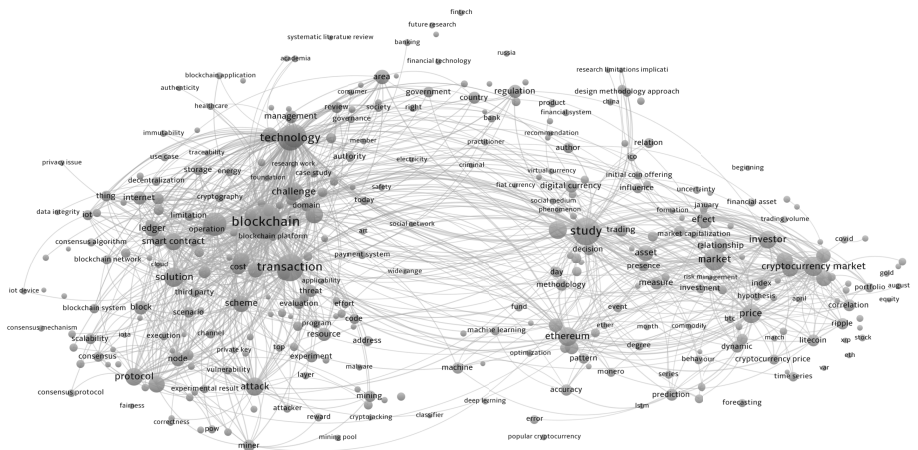 fintech
future research
systematic literatue review
banking
russia
academia
financial technology
blockchain application
area
research limitations implicati
authenticity
consumer
government
regulation
design methodology approach
healthcare
review
society
right
country
product
china
management
governance
bank
financial system
immutability
technology
member
practitioner
recommendation
author
relation
use case
traceability
research work
authority
electricity
criminal
ico
privacy issue
storage
energy
foundation
case study
virtual currency
initial coin offering
beginning
decentralization
challenge
safety
fiat currency
digital currency
influence
uncertainty
thing
internet
cryptography
domain
today
social medium
january
financial asset
data integrity
iot
limitation
phenomenon
formation
ef ect
trading volume
ledger
operation
blockchain
art
social network
study
trading
market capitalization
consensus algorithm
smart contract
blockchain platform
decision
relationship
investor
covid
blockchain network
cloud
cost
transaction
payment system
asset
market
solution
wide range
day
presence
cryptocurrency market
gold
iot device
third party
applicability
threat
methodology
measure
risk management
investment
index
portfolio
august
blockchain system
block
scheme
evaluation
effort
fund
event
hypothesis
april
correlation
equity
scenario
code
btc
price
consensus mechanism
iota
channel
program
resource
machine learning
ethereum
ether
month
commodity
ripple
scalability
execution
private key
top
address
degree
march
litecoin
xrp
stock
consensus
node
experiment
optimization
pattern
behaviour
dynamic
cryptocurrency price
eth
vulnerability
layer
malware
machine
monero
series
var
protocol
experimental result
attack
accuracy
time series
consensus protocol
mining
prediction
fairness
attacker
reward
cryptojacking
classifier
deep learning
lstm
forecasting
correctness
pow
mining pool
error
miner
popular cryptocurrency